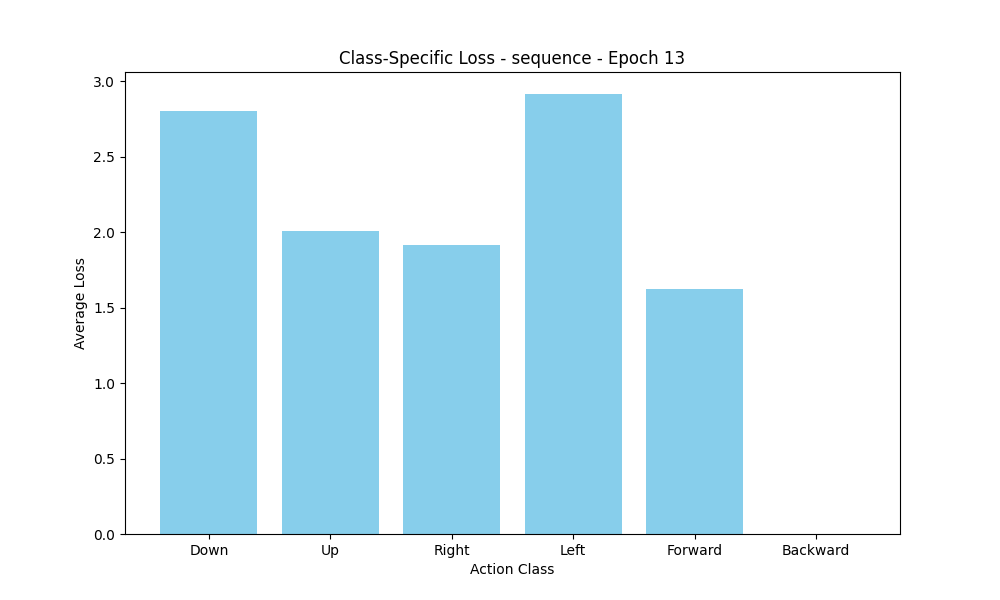 Class-Specific Loss - sequence - Epoch 13
3.0
2.5
2.0
1.5
1.0
0.5
0.0
Average Loss
Down Up Right Left Forward Backward
Action Class